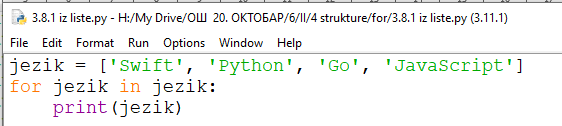 3.8.1 iz liste.py - H:/My Drive/ОШ 20. ОКТОБАР/6/II/4 strukture/for/3.8.1 iz liste.py (3.11.1)
File Edit Format Run Options Window Help
jezik = ['Swift', 'Python', 'Go', 'JavaScript']
for jezik in jezik:
    print(jezik)